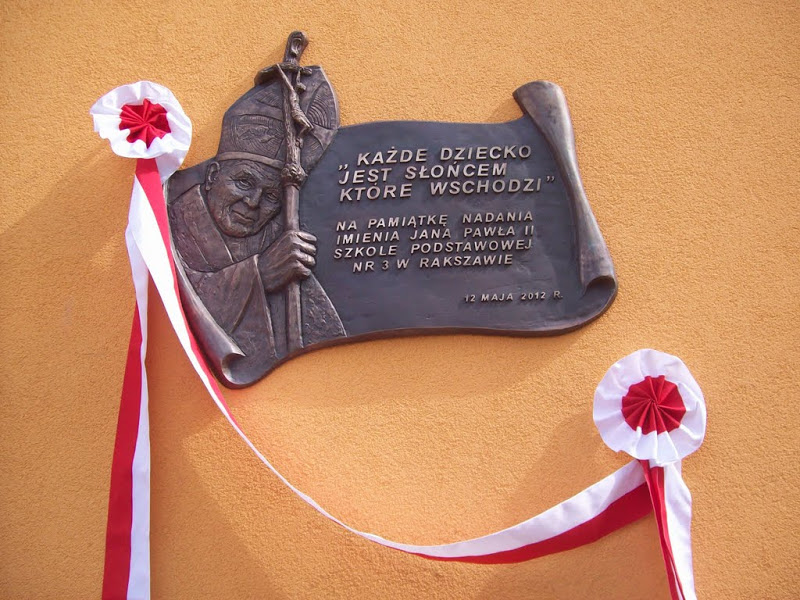 „KAŻDE DZIECKO
JEST SŁOŃCEM
KTÓRE WSCHODZI”
NA PAMIĄTKĘ NADANIA
IMIENIA JANA PAWŁA II
SZKOLE PODSTAWOWEJ
NR 3 W RAKSZAWIE
12 MAJA 2012 R.